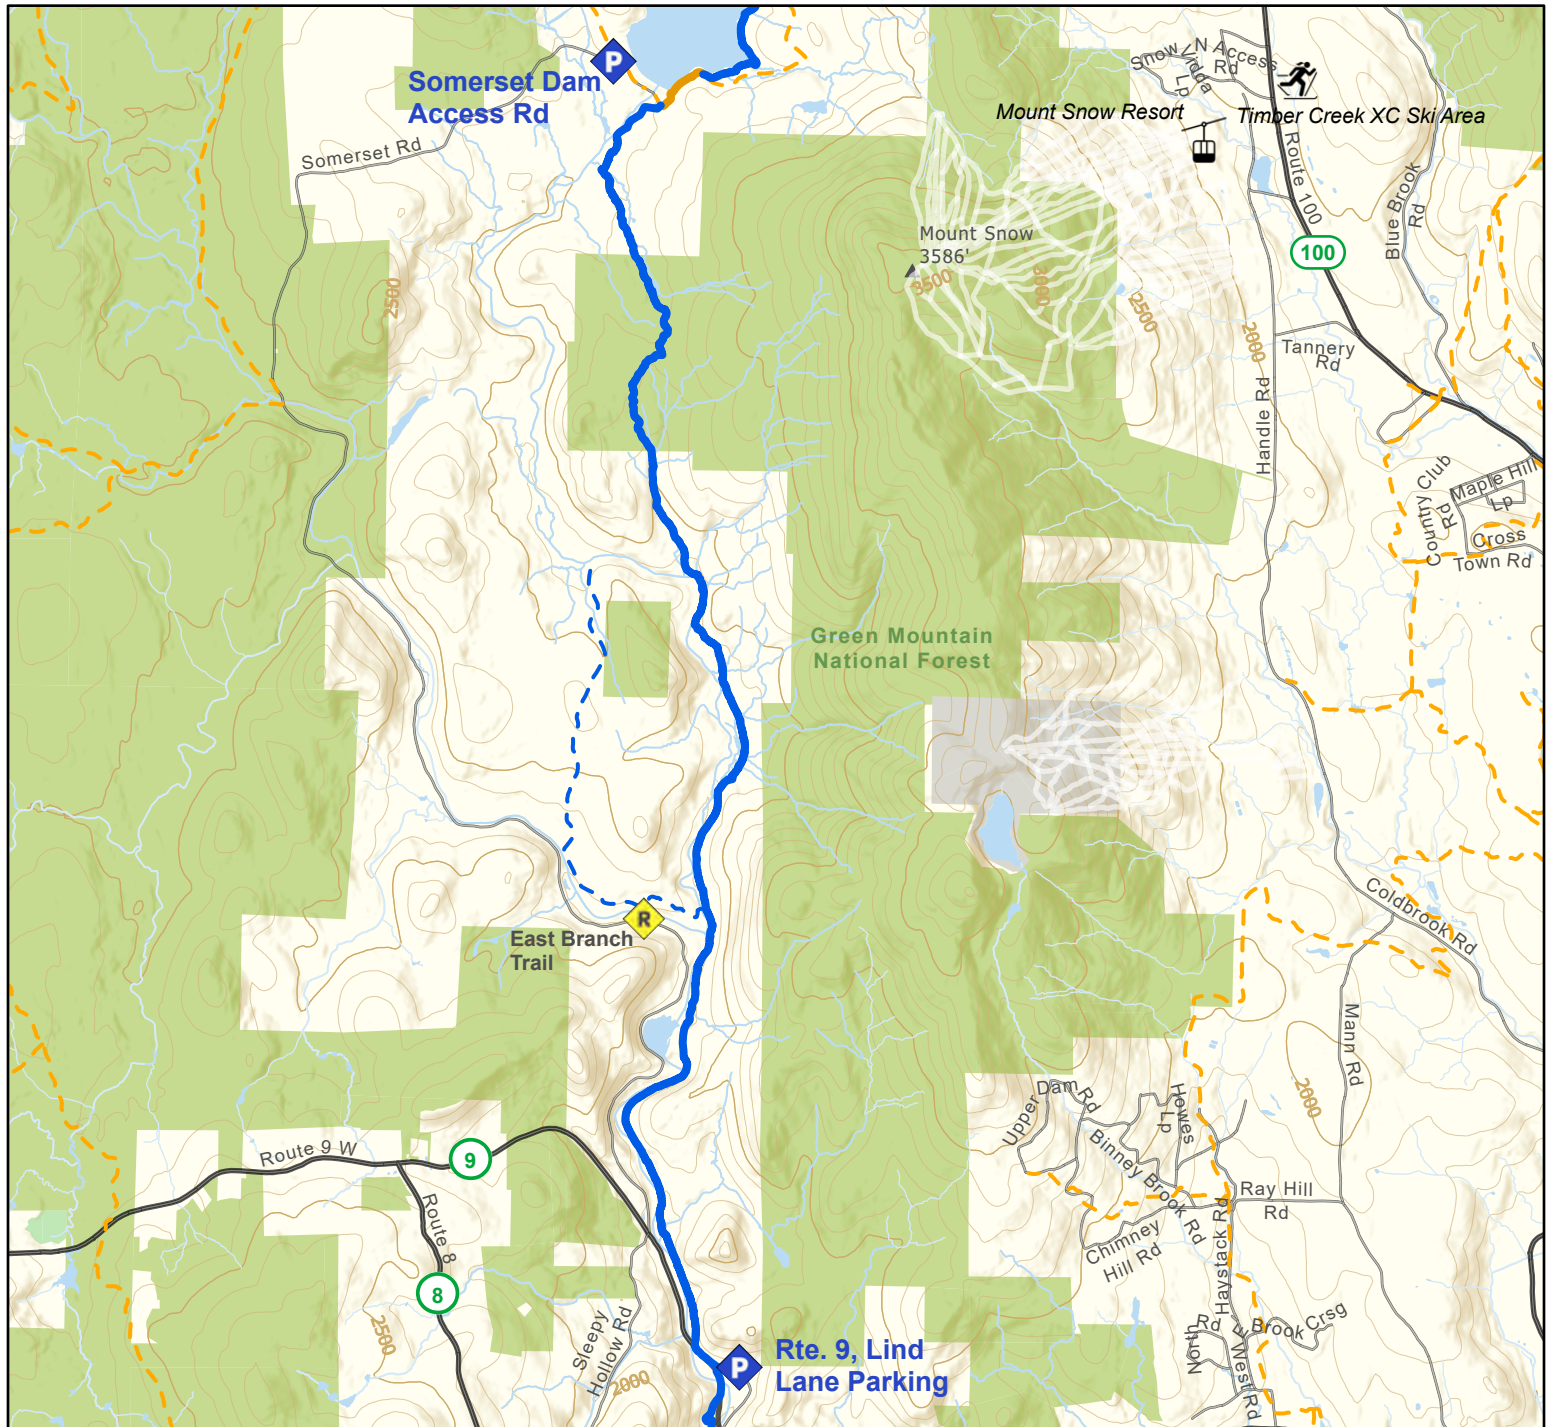 P
Somerset Dam
Access Rd
Somerset Rd
Snow
Vidda
Lp
N Access
Rd
Mount Snow Resort
Timber Creek XC Ski Area
Route 100
Blue Brook
Rd
100
Mount Snow
3586'
3500
3000
2500
2000
2500
Tannery
Rd
Handle Rd
Country Club
Rd
Maple Hill
Lp
Cross
Town Rd
Green Mountain
National Forest
R
East Branch
Trail
Coldbrook Rd
Mann Rd
2000
Upper
Dam
Rd
Howes
Lp
Binney Brook Rd
Route 9 W
9
Route 8
8
Ray Hill
Rd
Chimney
Hill Rd
Haystack Rd
2500
Sleepy
Hollow Rd
2000
North
Rd
E
Brook
Crsg
West Rd
P
Rte. 9, Lind
Lane Parking